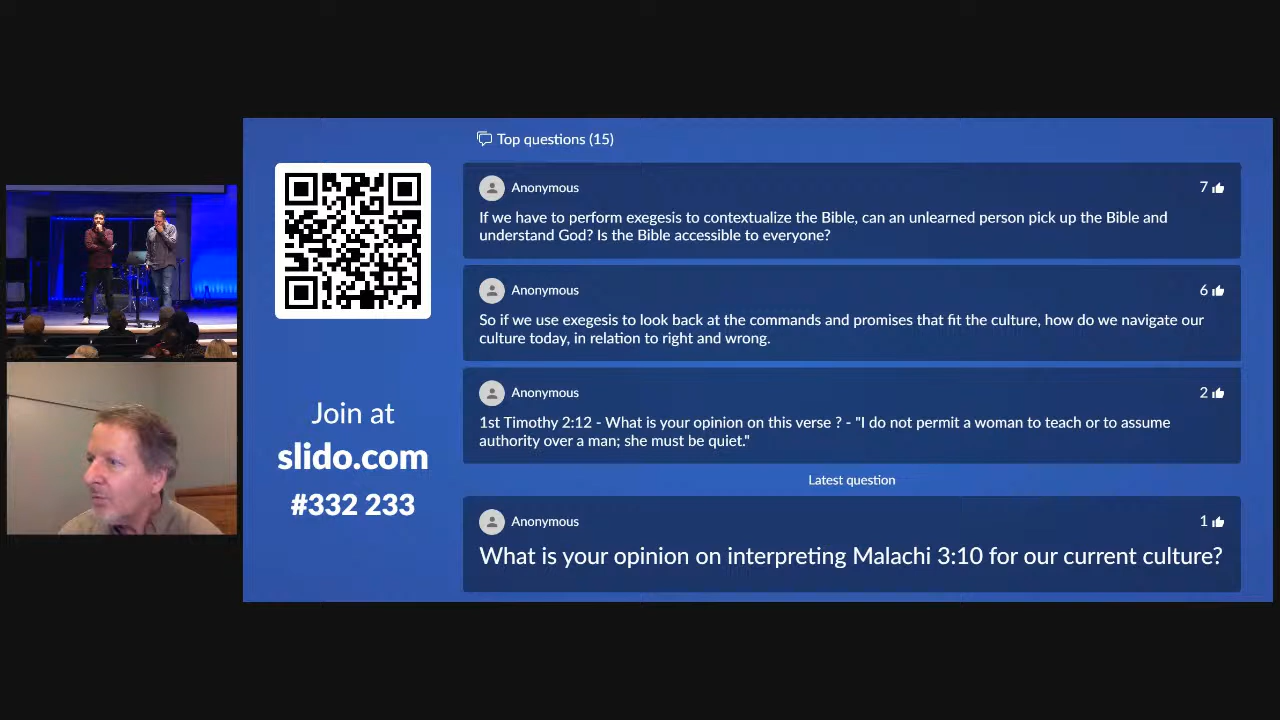 Top questions (15)
Anonymous
7
If we have to perform exegesis to contextualize the Bible, can an unlearned person pick up the Bible and
understand God? Is the Bible accessible to everyone?
Anonymous
6
So if we use exegesis to look back at the commands and promises that fit the culture, how do we navigate our
culture today, in relation to right and wrong.
Anonymous
2
1st Timothy 2:12 - What is your opinion on this verse ? - "I do not permit a woman to teach or to assume
authority over a man; she must be quiet."
Latest question
Anonymous
1
What is your opinion on interpreting Malachi 3:10 for our current culture?
Join at
slido.com
#332 233